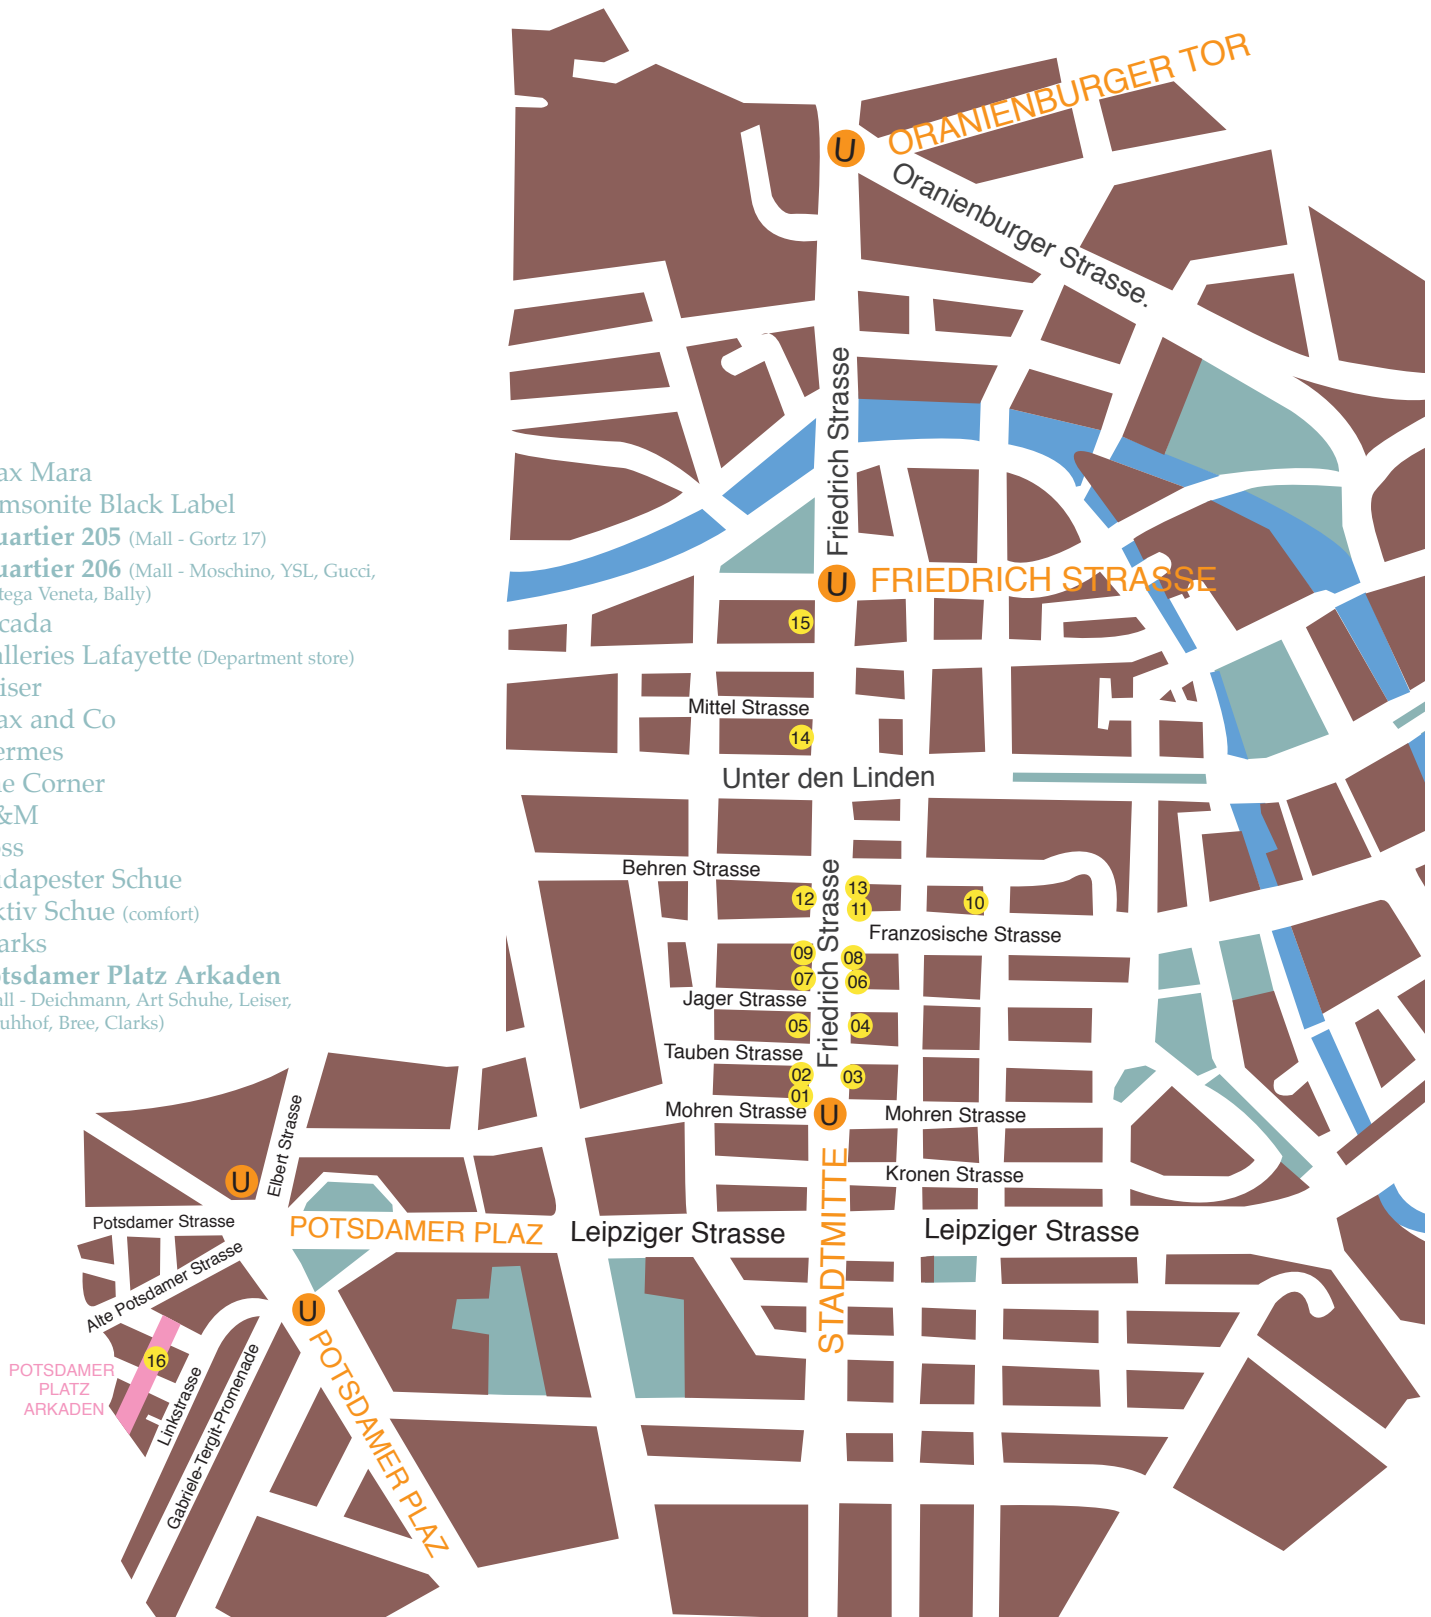 ORANIENBURGER TOR
U
Oranienburger Strasse.
Friedrich Strasse
ax Mara
msonite Black Label
uartier 205 (Mall - Gortz 17)
uartier 206 (Mall - Moschino, YSL, Gucci,
tega Veneta, Bally)
cada
alleries Lafayette (Department store)
iser
ax and Co
ermes
e Corner
&M
ss
dapester Schue
ktiv Schue (comfort)
arks
otsdamer Platz Arkaden
all - Deichmann, Art Schuhe, Leiser,
uhhof, Bree, Clarks)
U
FRIEDRICH STRASSE
15
Mittel Strasse
14
Unter den Linden
Behren Strasse
Friedrich Strasse
13
12
11
10
Franzosische Strasse
09
08
07
06
Jager Strasse
05
04
Tauben Strasse
02
03
01
Mohren Strasse
U
Mohren Strasse
STADTMITTE
Kronen Strasse
Elbert Strasse
U
Potsdamer Strasse
POTSDAMER PLAZ
Leipziger Strasse
Leipziger Strasse
Alte Potsdamer Strasse
U
POTSDAMER PLAZ
16
POTSDAMER
PLATZ
ARKADEN
Linkstrasse
Gabriele-Tergit-Promenade